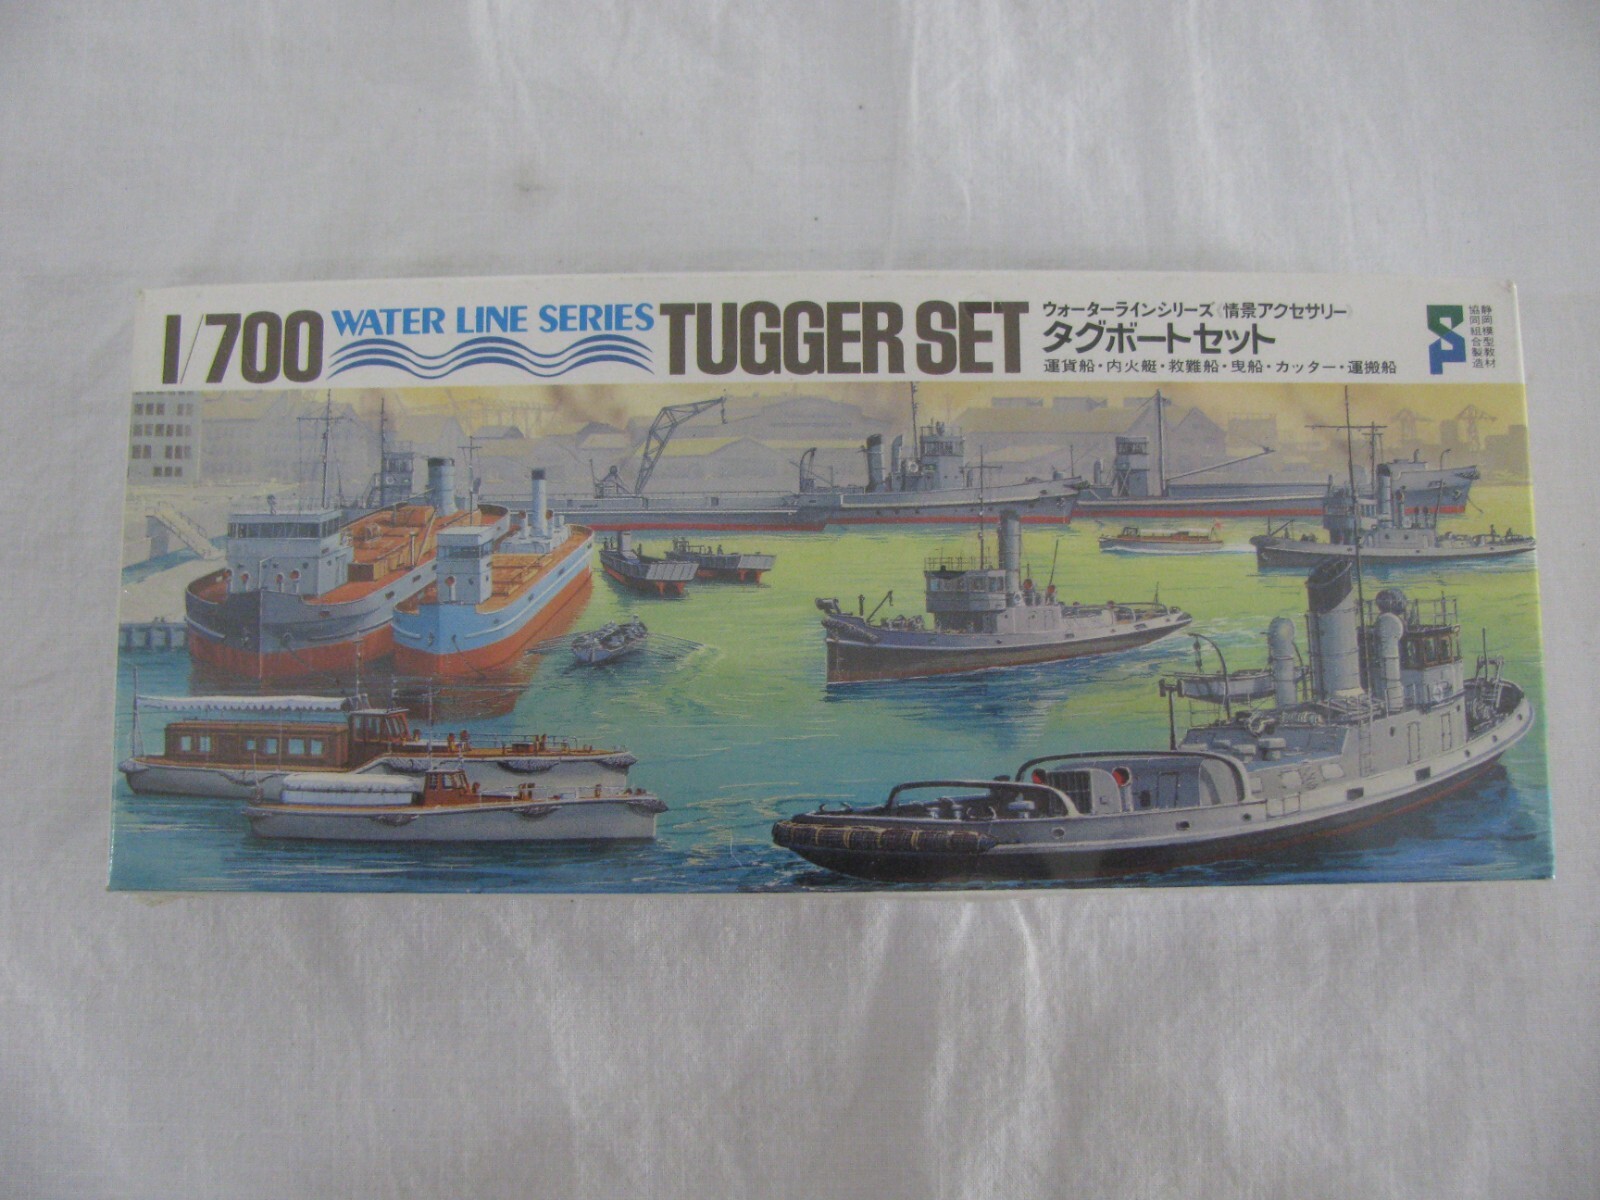 1/700 WATER LINE SERIES TUGGER SET
ウォーターラインシリーズ《情景アクセサリー》
タグボートセット
運貨船・内火艇・救難船・曳船・カッター・運搬船
静岡模型教材
協同組合製造